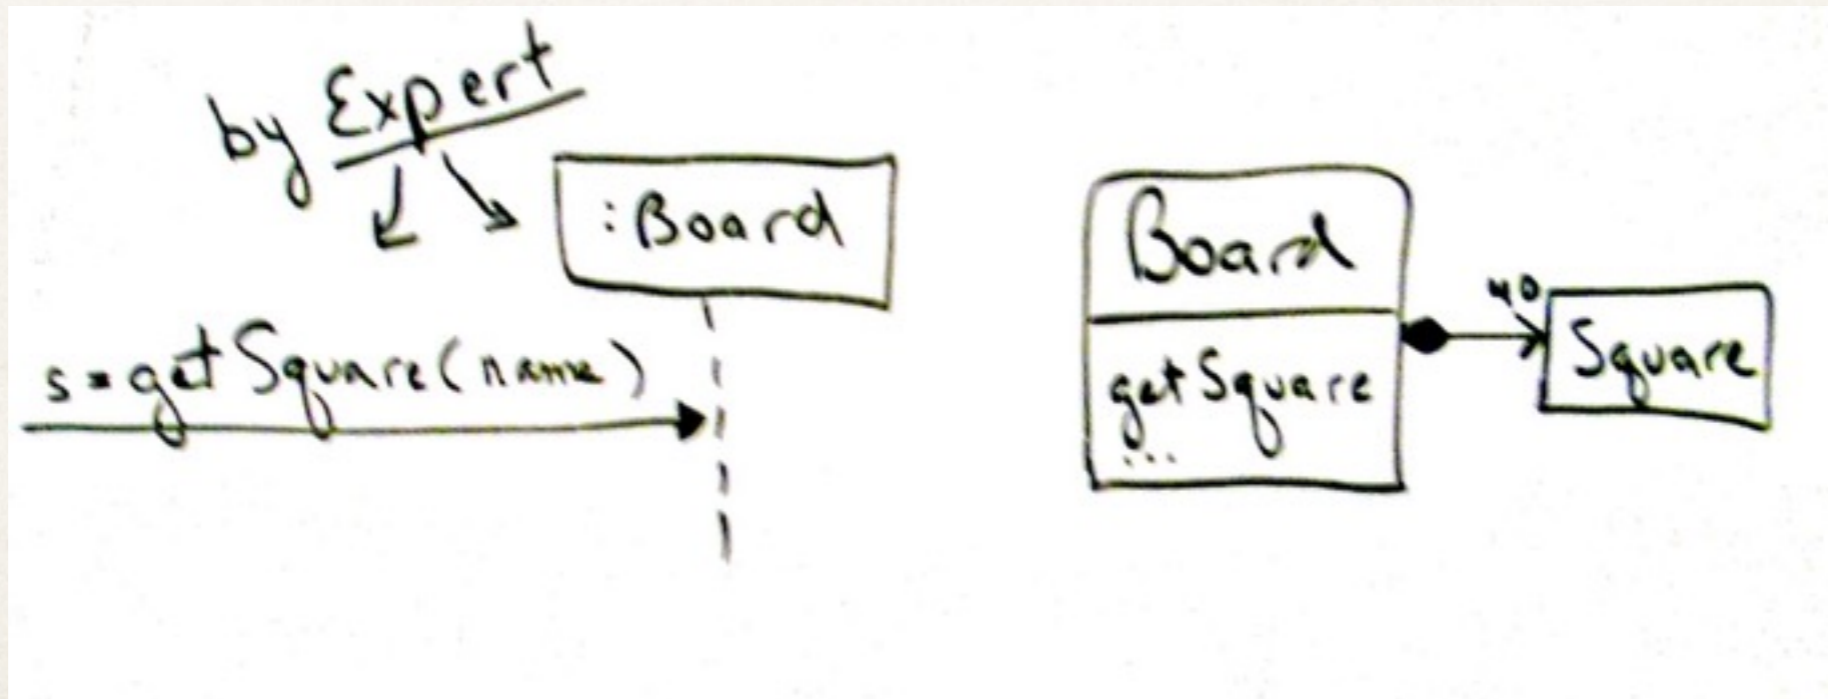 by Expert
:Board
s = getSquare(name)
Board
getSquare
...
40
Square